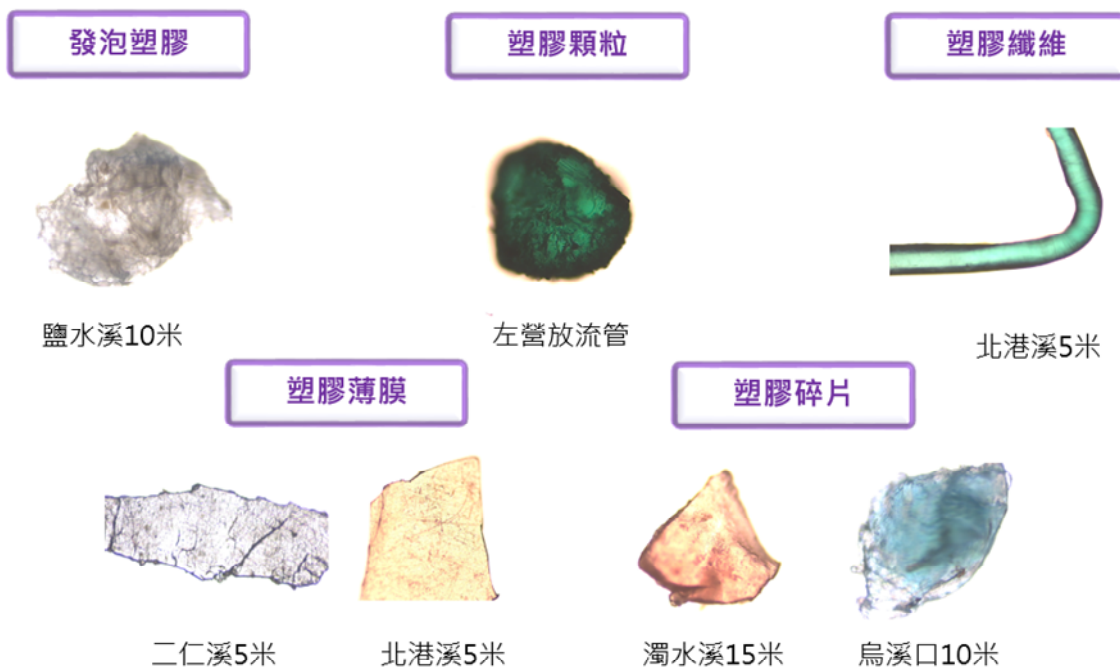 發泡塑膠
塑膠顆粒
塑膠纖維
鹽水溪10米
左營放流管
北港溪5米
塑膠薄膜
塑膠碎片
二仁溪5米
北港溪5米
濁水溪15米
烏溪口10米